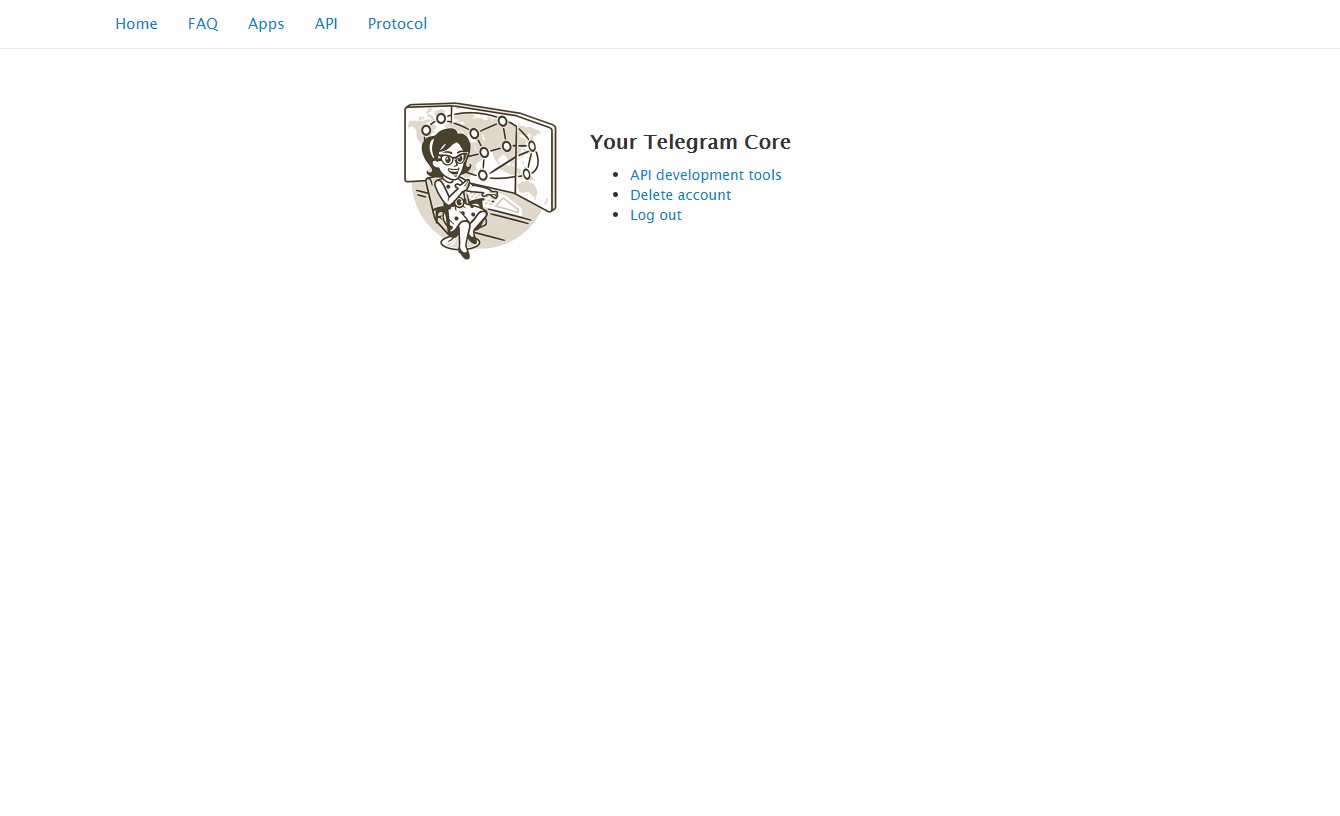 Home FAQ Apps API Protocol
Your Telegram Core
API development tools
Delete account
Log out